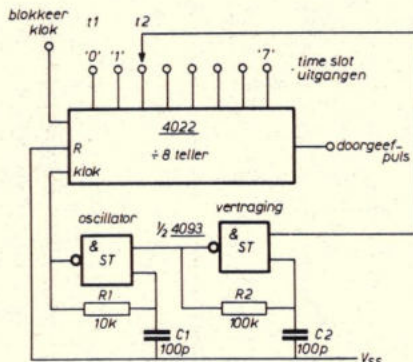 blokkeer
klok
t1 t2
'0' '1' '7'
time slot
uitgangen
4022
÷8 teller
R
klok
doorgeef-
puls
oscillator
½ 4093
vertraging
&
ST
&
ST
R1
10k
R2
100k
C1
100p
C2
100p
Vss